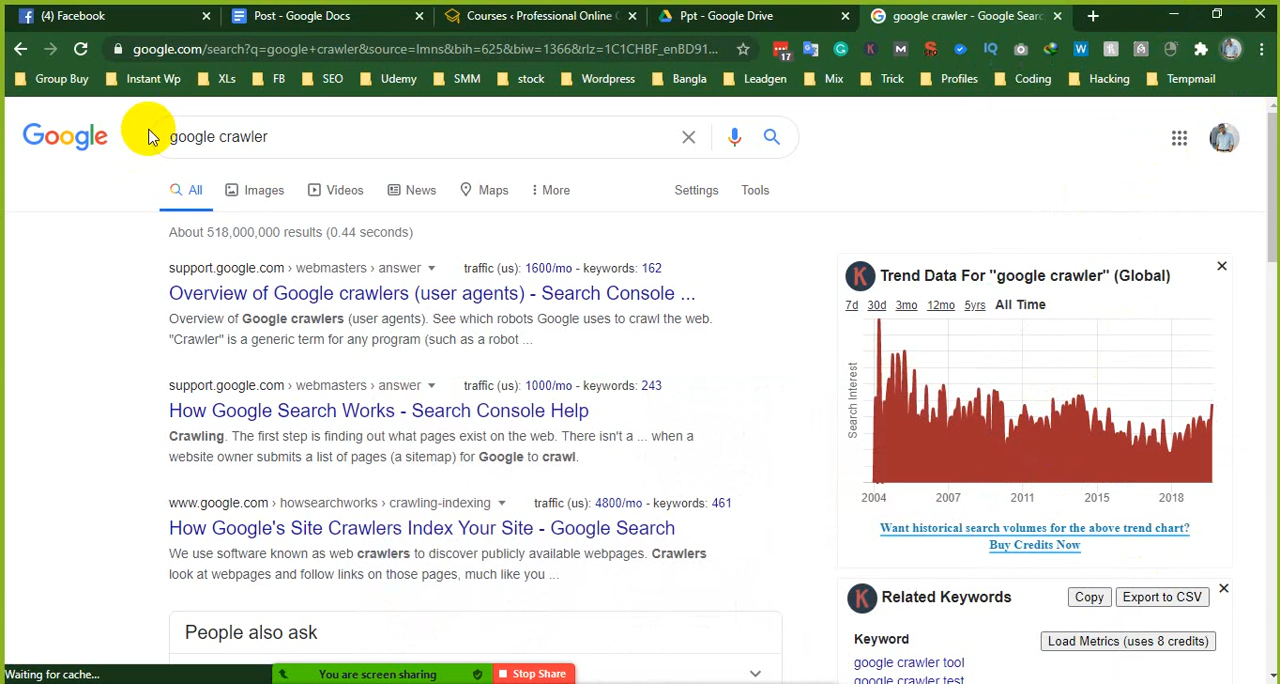 (4) Facebook
Post - Google Docs
Courses ‹ Professional Online C
Ppt - Google Drive
google crawler - Google Searc
google.com/search?q=google+crawler&source=lmns&bih=625&biw=1366&rlz=1C1CHBF_enBD91...
17
Group Buy
Instant Wp
XLs
FB
SEO
Udemy
SMM
stock
Wordpress
Bangla
Leadgen
Mix
Trick
Profiles
Coding
Hacking
Tempmail
Google
google crawler
All
Images
Videos
News
Maps
More
Settings
Tools
About 518,000,000 results (0.44 seconds)
support.google.com › webmasters › answer
traffic (us): 1600/mo - keywords: 162
Overview of Google crawlers (user agents) - Search Console ...
Overview of Google crawlers (user agents). See which robots Google uses to crawl the web.
"Crawler" is a generic term for any program (such as a robot ...
support.google.com › webmasters › answer
traffic (us): 1000/mo - keywords: 243
How Google Search Works - Search Console Help
Crawling. The first step is finding out what pages exist on the web. There isn't a ... when a
website owner submits a list of pages (a sitemap) for Google to crawl.
www.google.com › howsearchworks › crawling-indexing
traffic (us): 4800/mo - keywords: 461
How Google's Site Crawlers Index Your Site - Google Search
We use software known as web crawlers to discover publicly available webpages. Crawlers
look at webpages and follow links on those pages, much like you ...
People also ask
K
Trend Data For "google crawler" (Global)
7d 30d 3mo 12mo 5yrs All Time
Search Interest
2004 2007 2011 2015 2018
Want historical search volumes for the above trend chart?
Buy Credits Now
K
Related Keywords
Copy
Export to CSV
Keyword
Load Metrics (uses 8 credits)
google crawler tool
google crawler test
Waiting for cache...
You are screen sharing
Stop Share